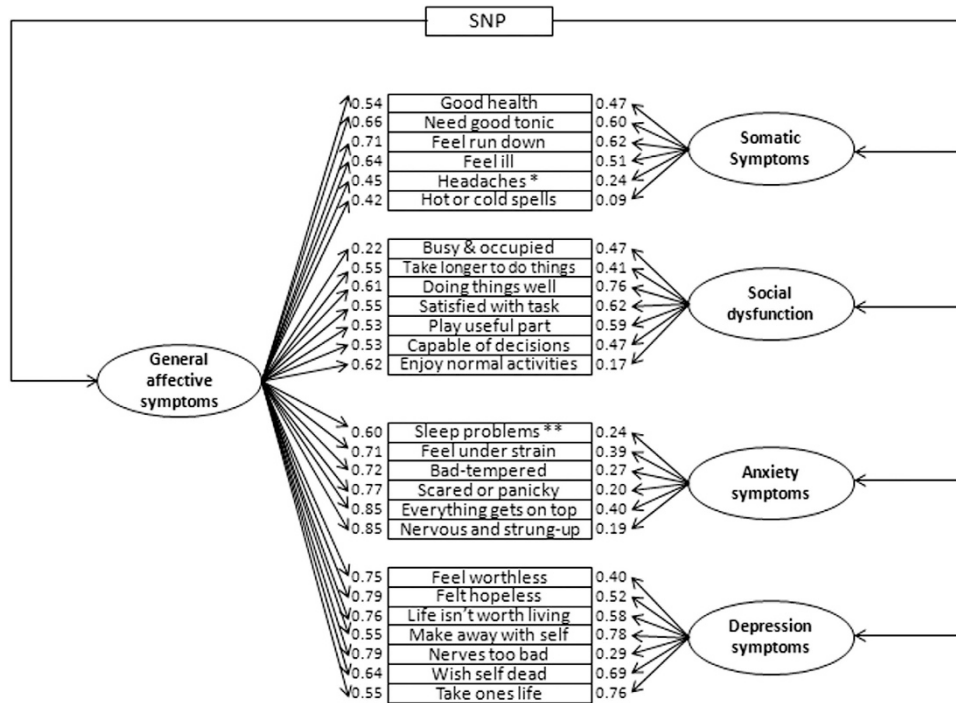 SNP
0.54 Good health 0.47
0.66 Need good tonic 0.60
0.71 Feel run down 0.62
0.64 Feel ill 0.51
0.45 Headaches * 0.24
0.42 Hot or cold spells 0.09
Somatic
Symptoms
0.22 Busy & occupied 0.47
0.55 Take longer to do things 0.41
0.61 Doing things well 0.76
0.55 Satisfied with task 0.62
0.53 Play useful part 0.59
0.53 Capable of decisions 0.47
0.62 Enjoy normal activities 0.17
Social
dysfunction
General
affective
symptoms
0.60 Sleep problems ** 0.24
0.71 Feel under strain 0.39
0.72 Bad-tempered 0.27
0.77 Scared or panicky 0.20
0.85 Everything gets on top 0.40
0.85 Nervous and strung-up 0.19
Anxiety
symptoms
0.75 Feel worthless 0.40
0.79 Felt hopeless 0.52
0.76 Life isn't worth living 0.58
0.55 Make away with self 0.78
0.79 Nerves too bad 0.29
0.64 Wish self dead 0.69
0.55 Take ones life 0.76
Depression
symptoms